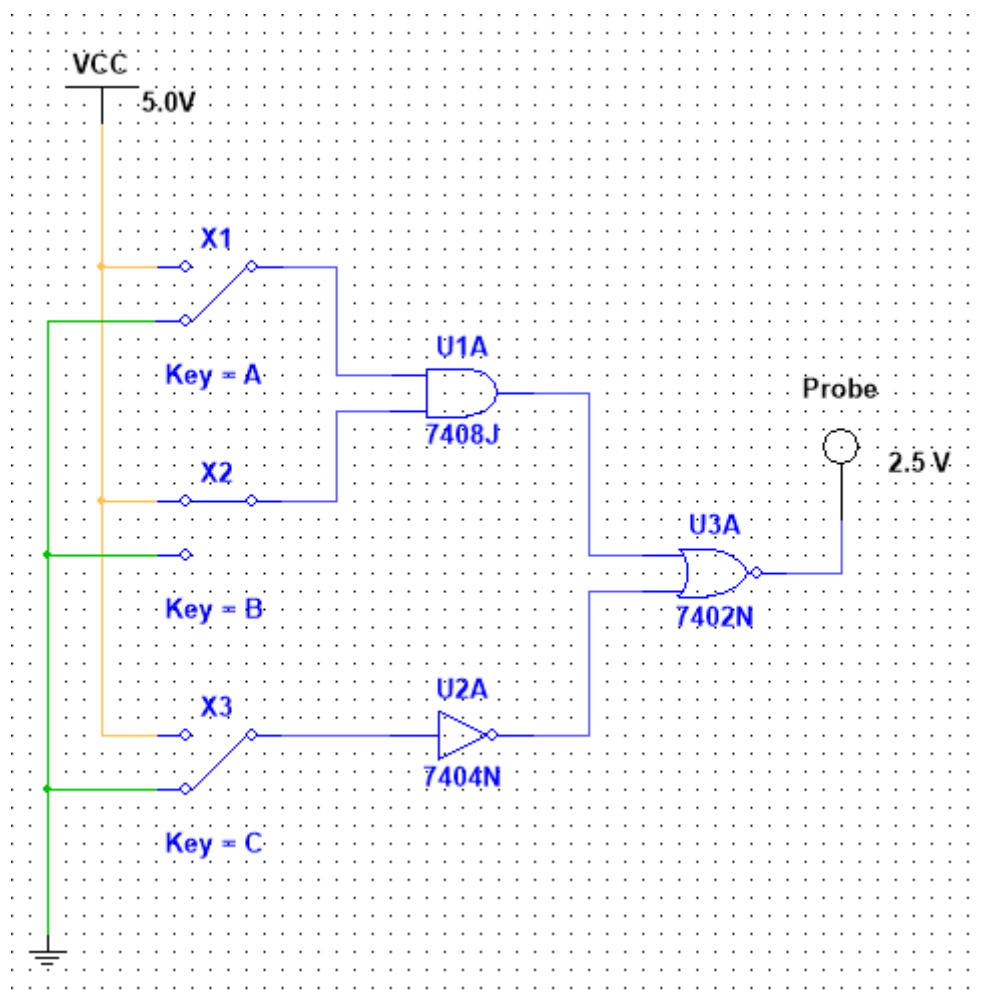 VCC
5.0V
X1
Key = A
U1A
7408J
Probe
2.5 V
X2
Key = B
U3A
7402N
X3
U2A
7404N
Key = C